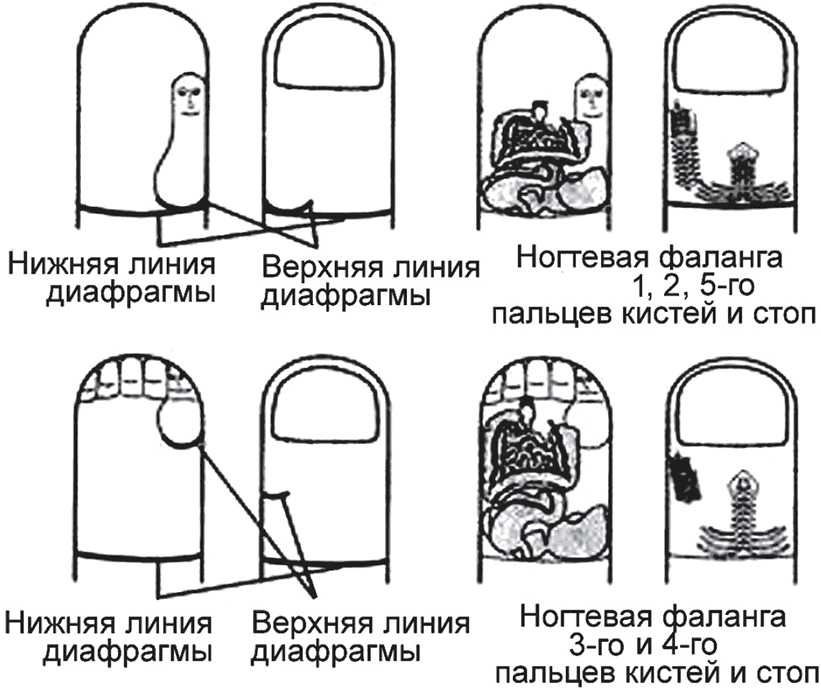 Нижняя линия
диафрагмы
Верхняя линия
диафрагмы
Ногтевая фаланга
1, 2, 5-го
пальцев кистей и стоп
Нижняя линия
диафрагмы
Верхняя линия
диафрагмы
Ногтевая фаланга
3-го и 4-го
пальцев кистей и стоп